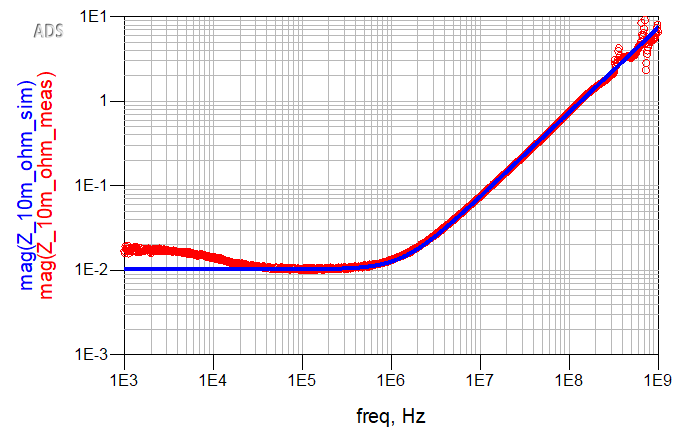 ADS
mag(Z_10m_ohm_sim)
mag(Z_10m_ohm_meas)
1E1
1
1E-1
1E-2
1E-3
1E3 1E4 1E5 1E6 1E7 1E8 1E9
freq, Hz